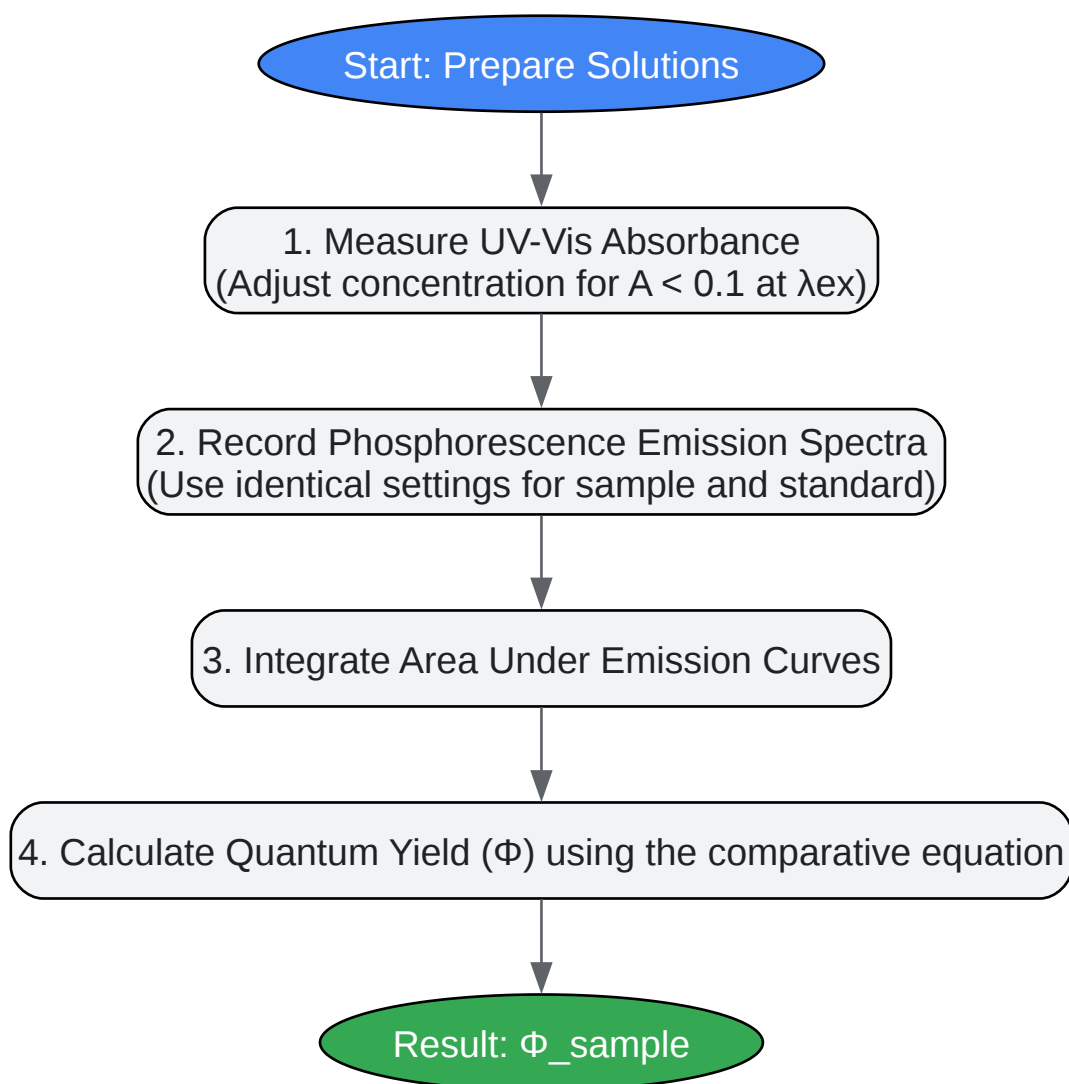 Start: Prepare Solutions
1. Measure UV-Vis Absorbance
(Adjust concentration for A < 0.1 at λex)
2. Record Phosphorescence Emission Spectra
(Use identical settings for sample and standard)
3. Integrate Area Under Emission Curves
4. Calculate Quantum Yield (Φ) using the comparative equation
Result: Φ_sample